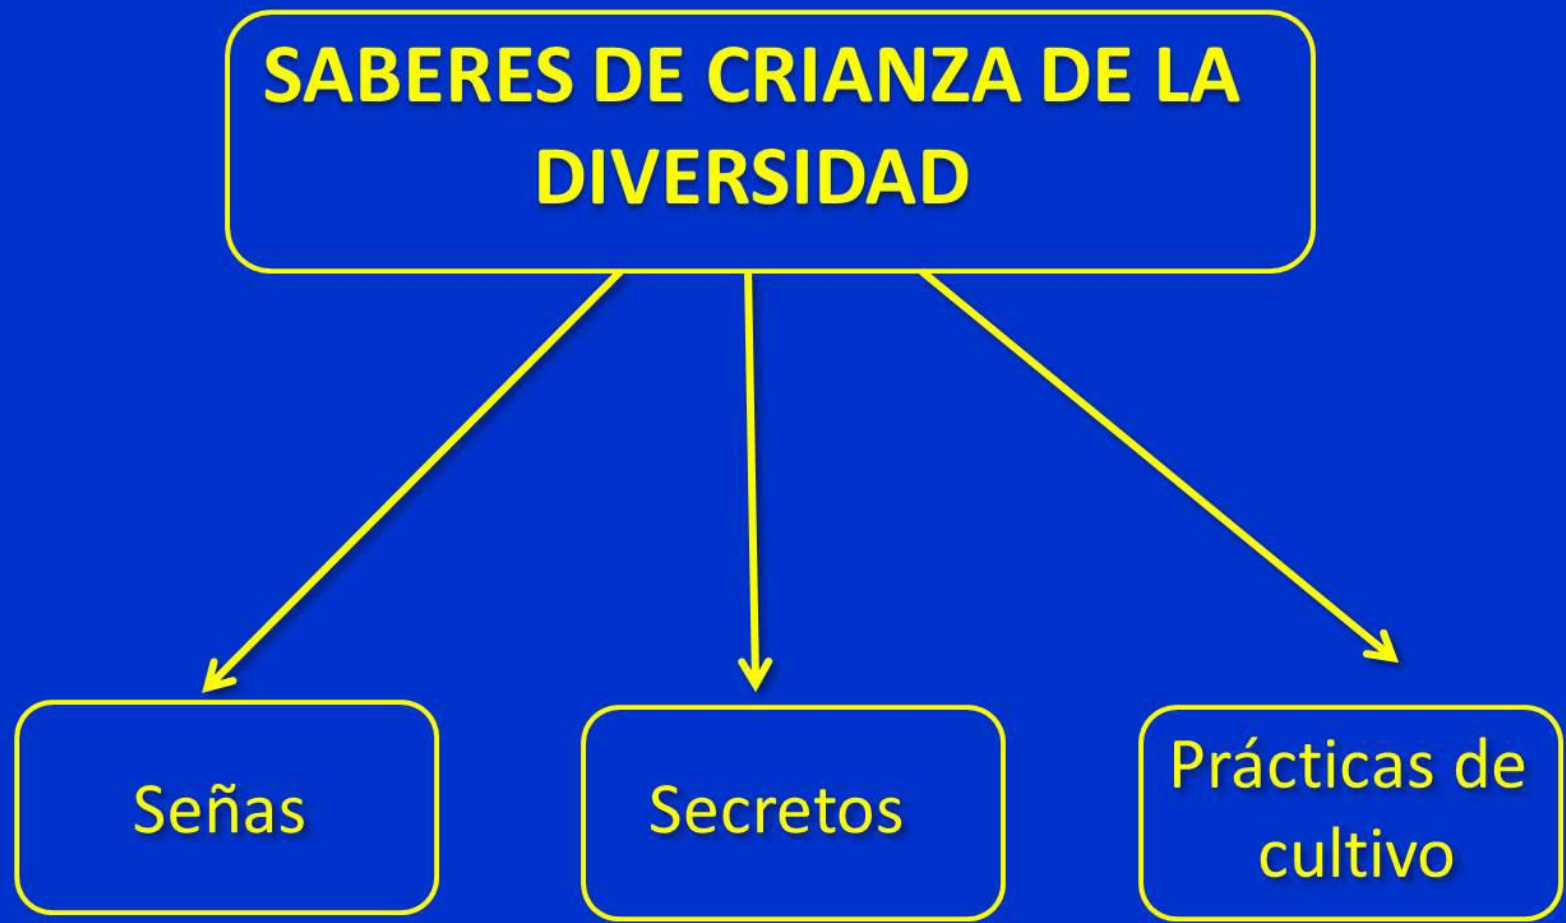 SABERES DE CRIANZA DE LA
DIVERSIDAD
Señas
Secretos
Prácticas de
cultivo